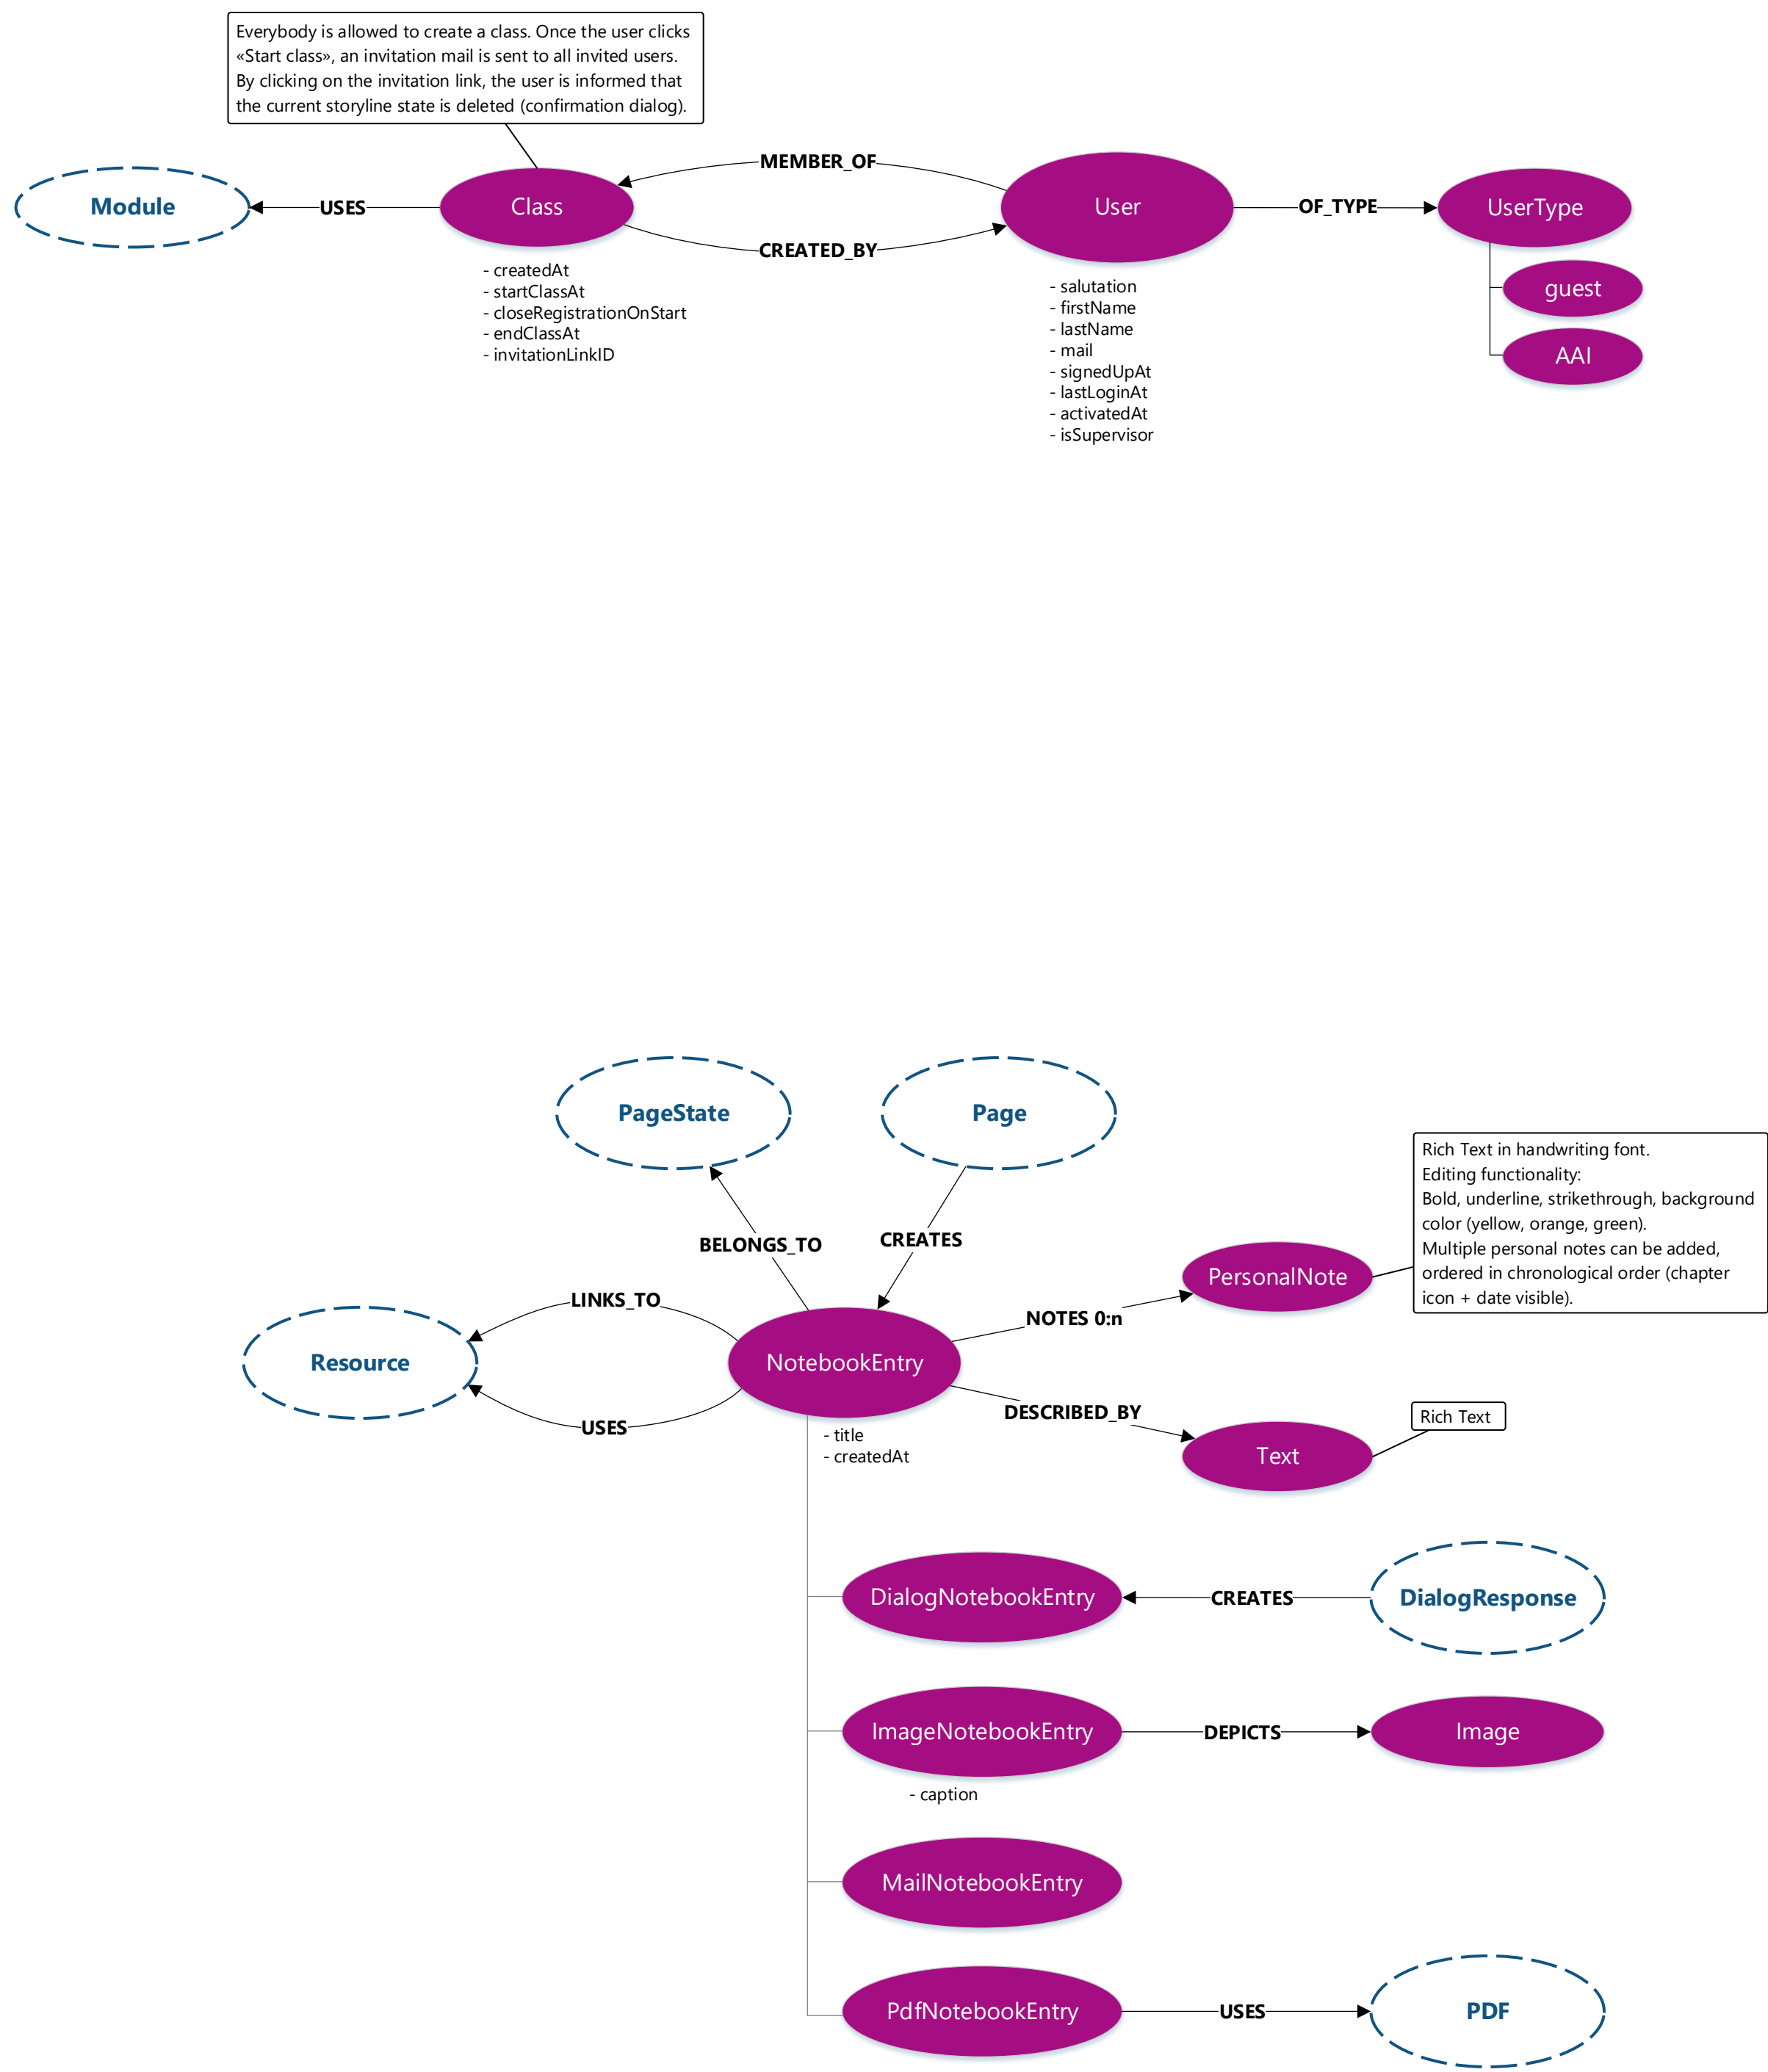 Everybody is allowed to create a class. Once the user clicks
«Start class», an invitation mail is sent to all invited users.
By clicking on the invitation link, the user is informed that
the current storyline state is deleted (confirmation dialog).
MEMBER_OF
Module
USES
Class
User
OF_TYPE
UserType
CREATED_BY
- createdAt
- startClassAt
- closeRegistrationOnStart
- endClassAt
- invitationLinkID
- salutation
- firstName
- lastName
- mail
- signedUpAt
- lastLoginAt
- activatedAt
- isSupervisor
guest
AAI
PageState
Page
BELONGS_TO
CREATES
Rich Text in handwriting font.
Editing functionality:
Bold, underline, strikethrough, background
color (yellow, orange, green).
Multiple personal notes can be added,
ordered in chronological order (chapter
icon + date visible).
PersonalNote
LINKS_TO
NOTES 0:n
Resource
NotebookEntry
USES
DESCRIBED_BY
Rich Text
- title
- createdAt
Text
DialogNotebookEntry
CREATES
DialogResponse
ImageNotebookEntry
DEPICTS
Image
- caption
MailNotebookEntry
PdfNotebookEntry
USES
PDF